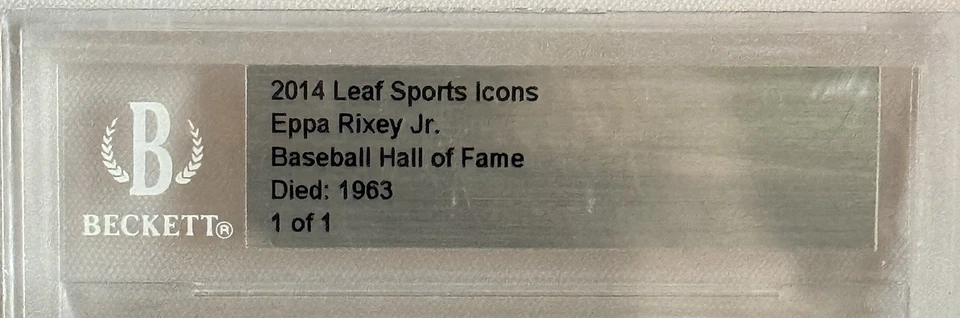 B
BECKETT®
2014 Leaf Sports Icons
Eppa Rixey Jr.
Baseball Hall of Fame
Died: 1963
1 of 1